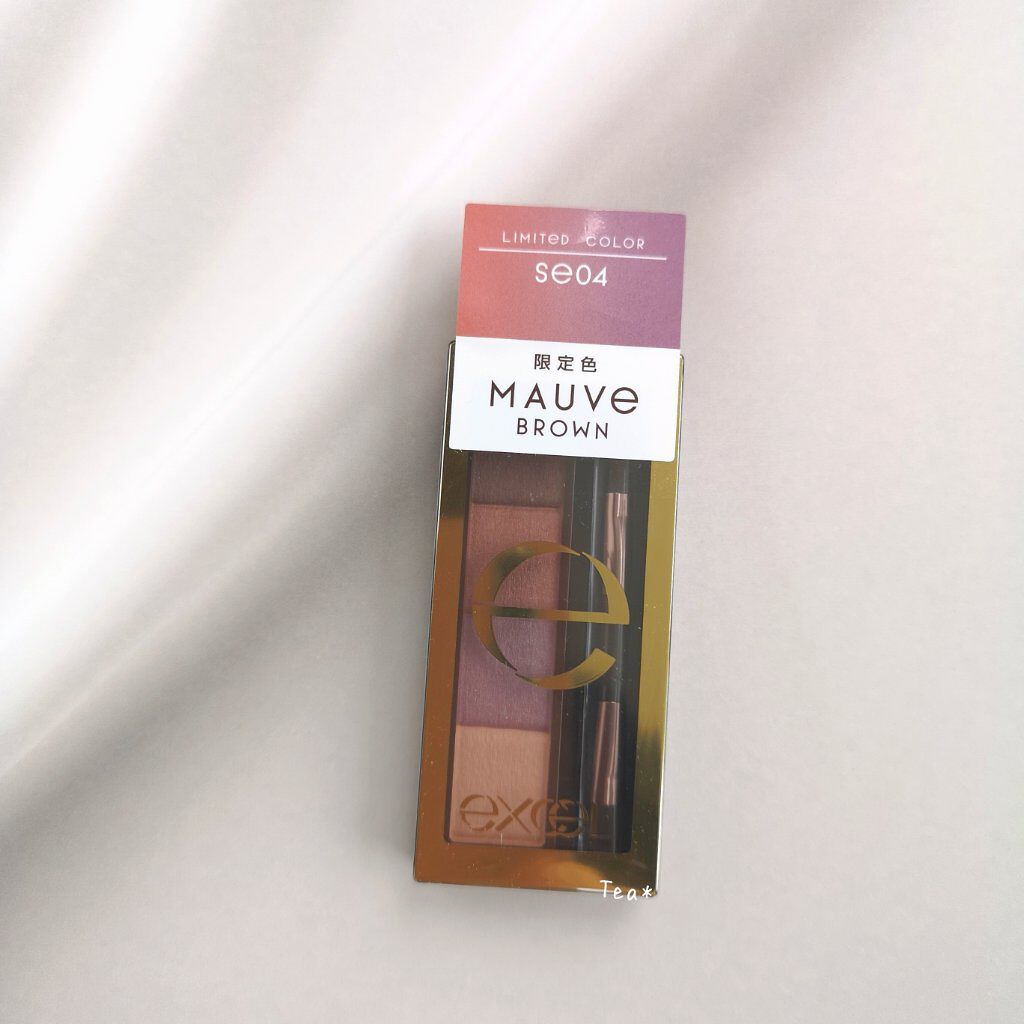 LIMITED COLOR
SE04
限定色
MAUVE
BROWN
e
excel
Tea*